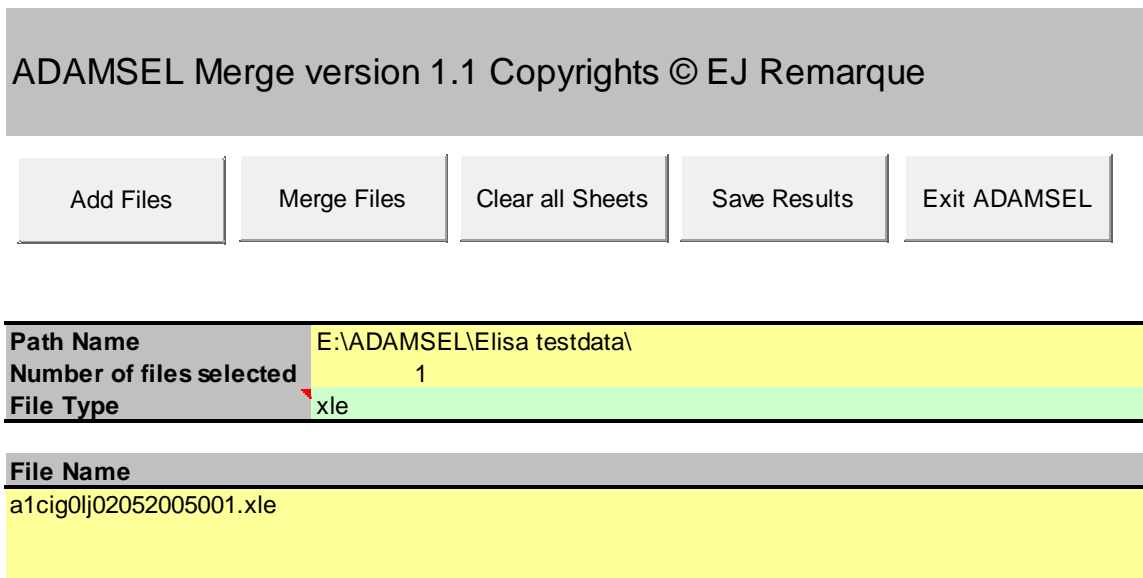 ADAMSEL Merge version 1.1 Copyrights © EJ Remarque
Add Files Merge Files Clear all Sheets Save Results Exit ADAMSEL
Path Name E:\ADAMSEL\Elisa testdata\
Number of files selected 1
File Type xle
File Name
a1cig0lj02052005001.xle